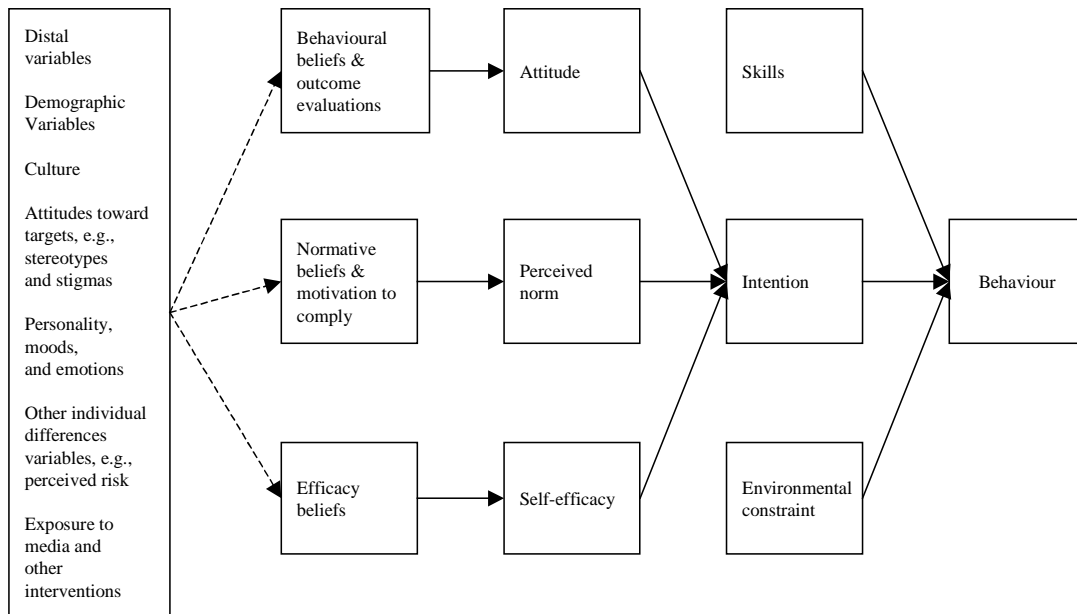 Distal
variables
Demographic
Variables
Culture
Attitudes toward
targets, e.g.,
stereotypes
and stigmas
Personality,
moods,
and emotions
Other individual
differences
variables, e.g.,
perceived risk
Exposure to
media and
other
interventions
Behavioural
beliefs &
outcome
evaluations
Attitude
Skills
Normative
beliefs &
motivation to
comply
Perceived
norm
Intention
Behaviour
Efficacy
beliefs
Self-efficacy
Environmental
constraint